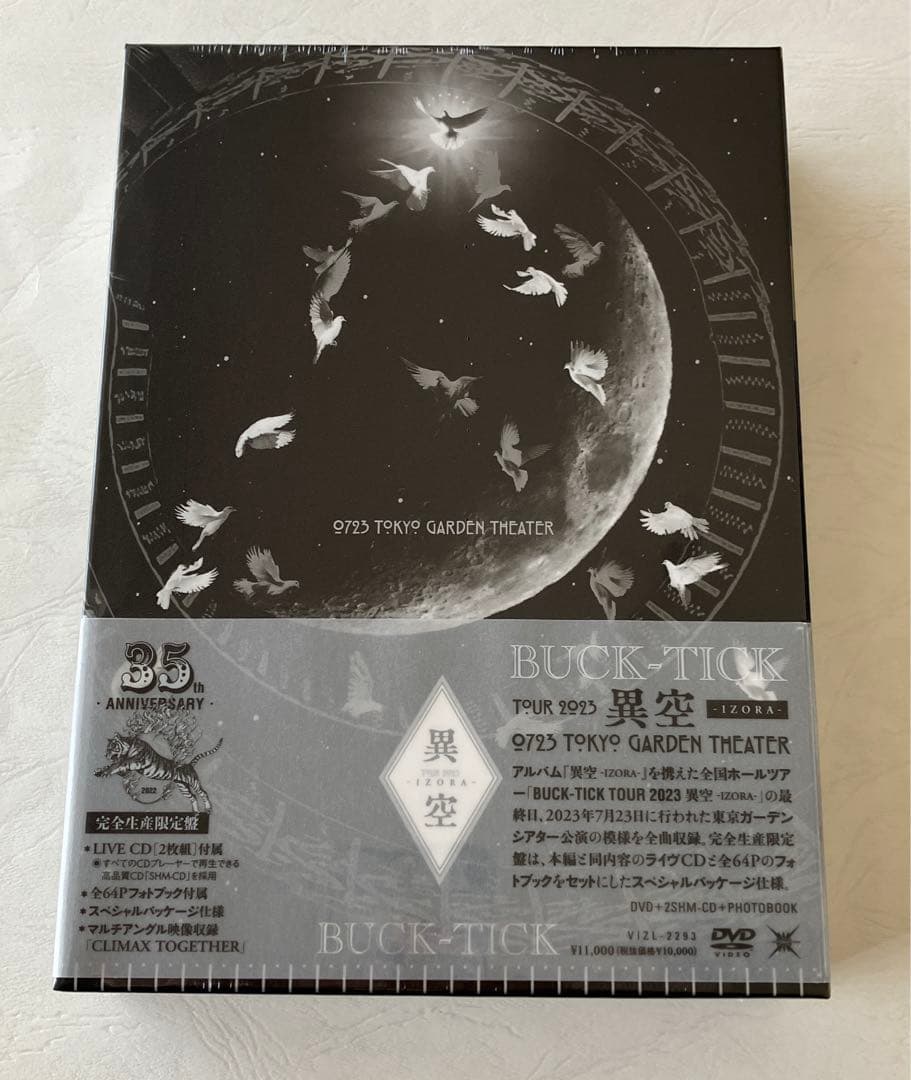 0723 TOKYO GARDEN THEATER
35th
・ANNIVERSARY・
2022
完全生産限定盤
*LIVE CD[2枚組]付属
◉すべてのCDプレーヤーで再生できる
高品質CD「SHM-CD」を採用
*全64Pフォトブック付属
*スペシャルパッケージ仕様
*マルチアングル映像収録
「CLIMAX TOGETHER」
異
TOUR 2023
-IZORA-
空
BUCK-TICK
BUCK-TICK
TOUR 2023 異空 -IZORA-
0723 TOKYO GARDEN THEATER
アルバム「異空 -IZORA-」を携えた全国ホールツア
ー「BUCK-TICK TOUR 2023 異空 -IZORA-」の最
終日、2023年7月23日に行われた東京ガーデン
シアター公演の模様を全曲収録。完全生産限定
盤は、本編と同内容のライヴCDと全64Pのフォ
トブックをセットにしたスペシャルパッケージ仕様。
DVD+2SHM-CD+PHOTOBOOK
VIZL-2293
¥11,000(税抜価格¥10,000)
DVD
VIDEO